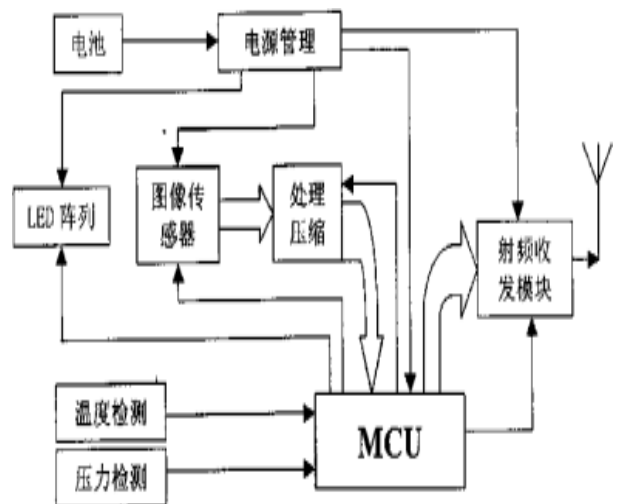 电池
电源管理
LED 阵列
图像传
感器
处理
压缩
射频收
发模块
温度检测
压力检测
MCU